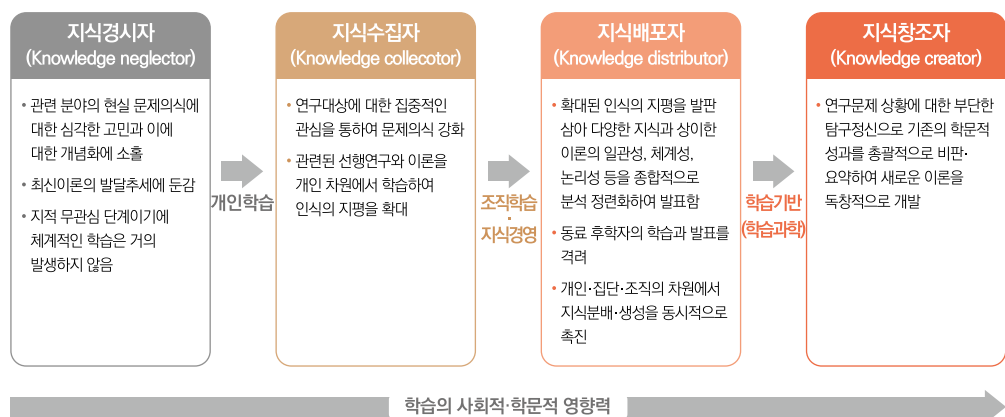 지식경시자
(Knowledge neglector)
• 관련 분야의 현실 문제의식에
대한 심각한 고민과 이에
대한 개념화에 소홀
• 최신이론의 발달추세에 둔감
• 지적 무관심 단계이기에
체계적인 학습은 거의
발생하지 않음
개인학습
지식수집자
(Knowledge collecotor)
• 연구대상에 대한 집중적인
관심을 통하여 문제의식 강화
• 관련된 선행연구와 이론을
개인 차원에서 학습하여
인식의 지평을 확대
조직학습
·
지식경영
지식배포자
(Knowledge distributor)
• 확대된 인식의 지평을 발판
삼아 다양한 지식과 상이한
이론의 일관성, 체계성,
논리성 등을 종합적으로
분석 정련화하여 발표함
• 동료 후학자의 학습과 발표를
격려
• 개인·집단·조직의 차원에서
지식분배·생성을 동시적으로
촉진
학습기반
(학습과학)
지식창조자
(Knowledge creator)
• 연구문제 상황에 대한 부단한
탐구정신으로 기존의 학문적
성과를 총괄적으로 비판·
요약하여 새로운 이론을
독창적으로 개발
학습의 사회적·학문적 영향력